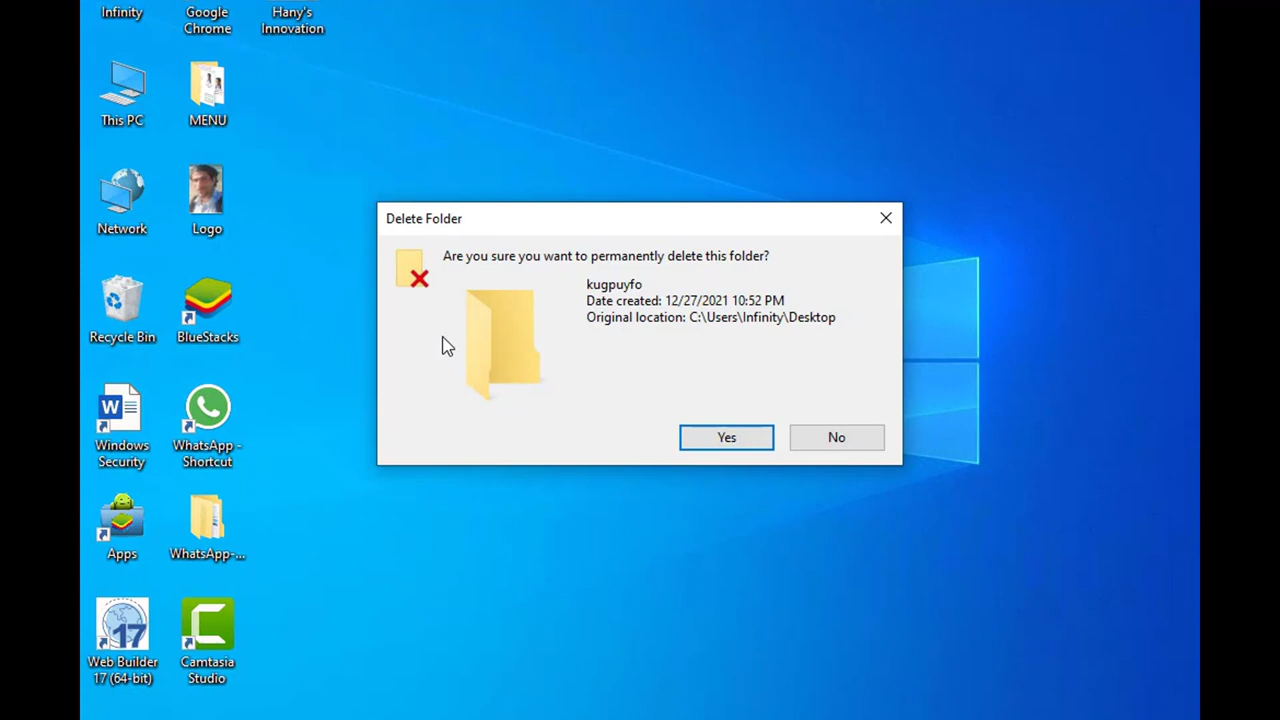 Infinity
Google
Chrome
Hany's
Innovation
This PC
MENU
Network
Logo
Recycle Bin
BlueStacks
Windows
Security
WhatsApp -
Shortcut
Apps
WhatsApp-...
Web Builder
17 (64-bit)
Camtasia
Studio
Delete Folder
Are you sure you want to permanently delete this folder?
kugpuyfo
Date created: 12/27/2021 10:52 PM
Original location: C:\Users\Infinity\Desktop
Yes
No
W
17